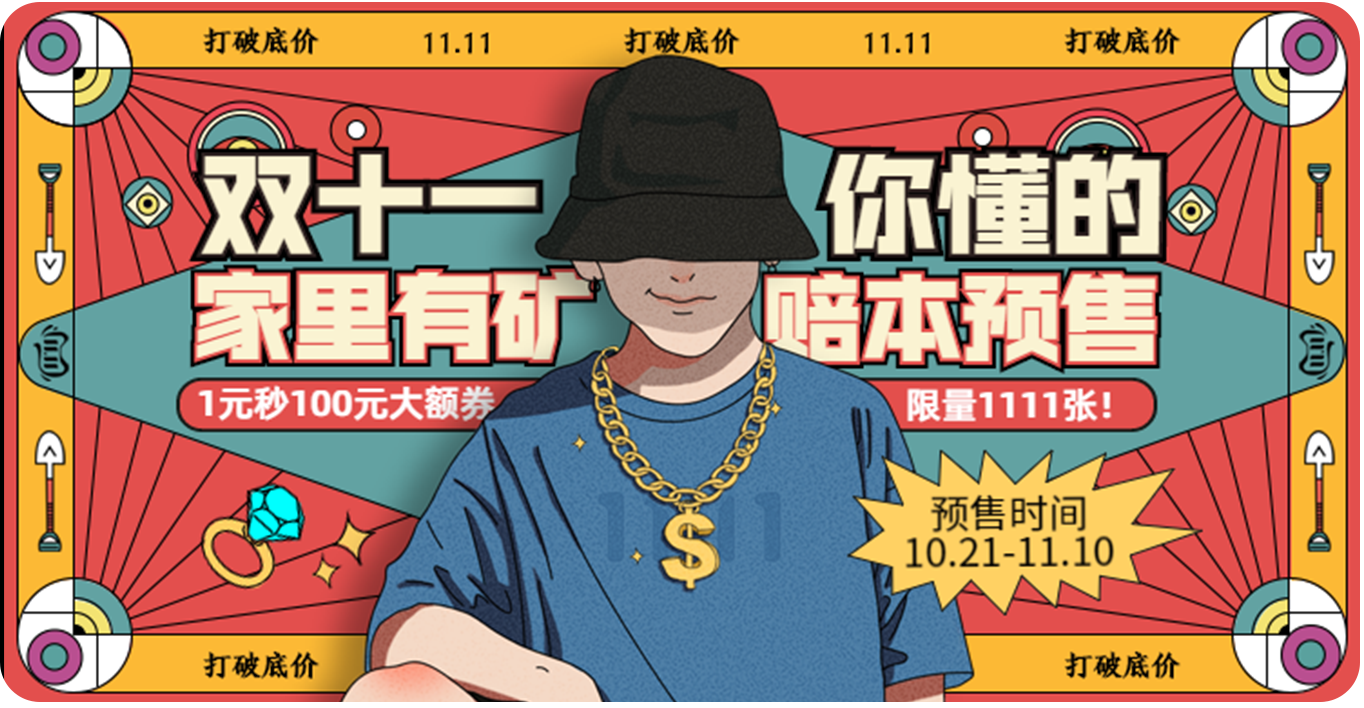 打破底价 11.11 打破底价 11.11 打破底价
双十一 你懂的
家里有矿 赔本预售
1元秒100元大额券 限量1111张!
1111
$
预售时间
10.21-11.10
打破底价 打破底价